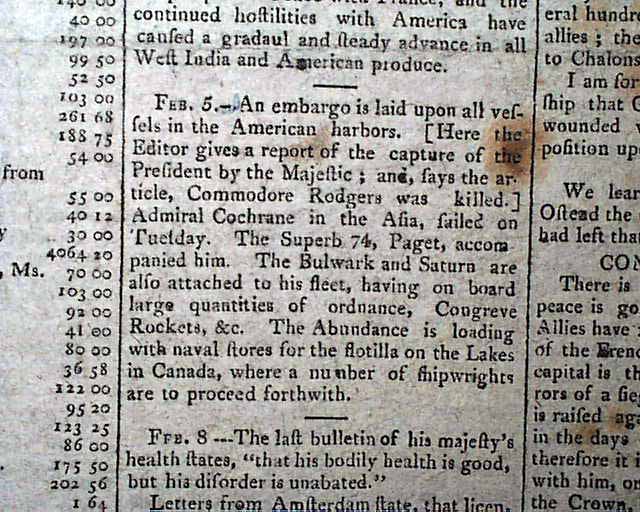 140 00
40 00
197 00
99 50
52 50
103 00
261 68
188 75
54 00
from
55 00
40 12
30 00
4064 20
, Ms. 70 00
103 00
92 00
41 00
80 00
36 58
122 00
95 20
123 25
86 00
175 50
202 56
1 64
with France, and the
continued hoſtilities with America have
cauſed a gradaul and ſteady advance in all
Weſt India and American produce.
FEB. 5.—An embargo is laid upon all veſ-
ſels in the American harbors. [Here the
Editor gives a report of the capture of the
Preſident by the Majeſtic ; and, ſays the ar-
ticle, Commodore Rodgers was killed.]
Admiral Cochrane in the Aſia, ſailed on
Tueſday. The Superb 74, Paget, accom
panied him. The Bulwark and Saturn are
alſo attached to his fleet, having on board
large quantities of ordnance, Congreve
Rockets, &c. The Abundance is loading
with naval ſtores for the flotilla on the Lakes
in Canada, where a number of ſhipwrights
are to proceed forthwith.
FEB. 8 ---The laſt bulletin of his majeſty's
health ſtates, "that his bodily health is good,
but his diſorder is unabated."
Letters from Amſterdam ſtate, that licen.
eral hundre
allies ; the
to Chalons
I am ſor
ſhip that
wounded
poſition up
We lear
Oſtead the
had left that
CON
There is
peace is go
Allies have
of the Fren
capital is th
rors of a ſie
is raiſed aga
in the days
therefore it i
with him, on
the Crown,